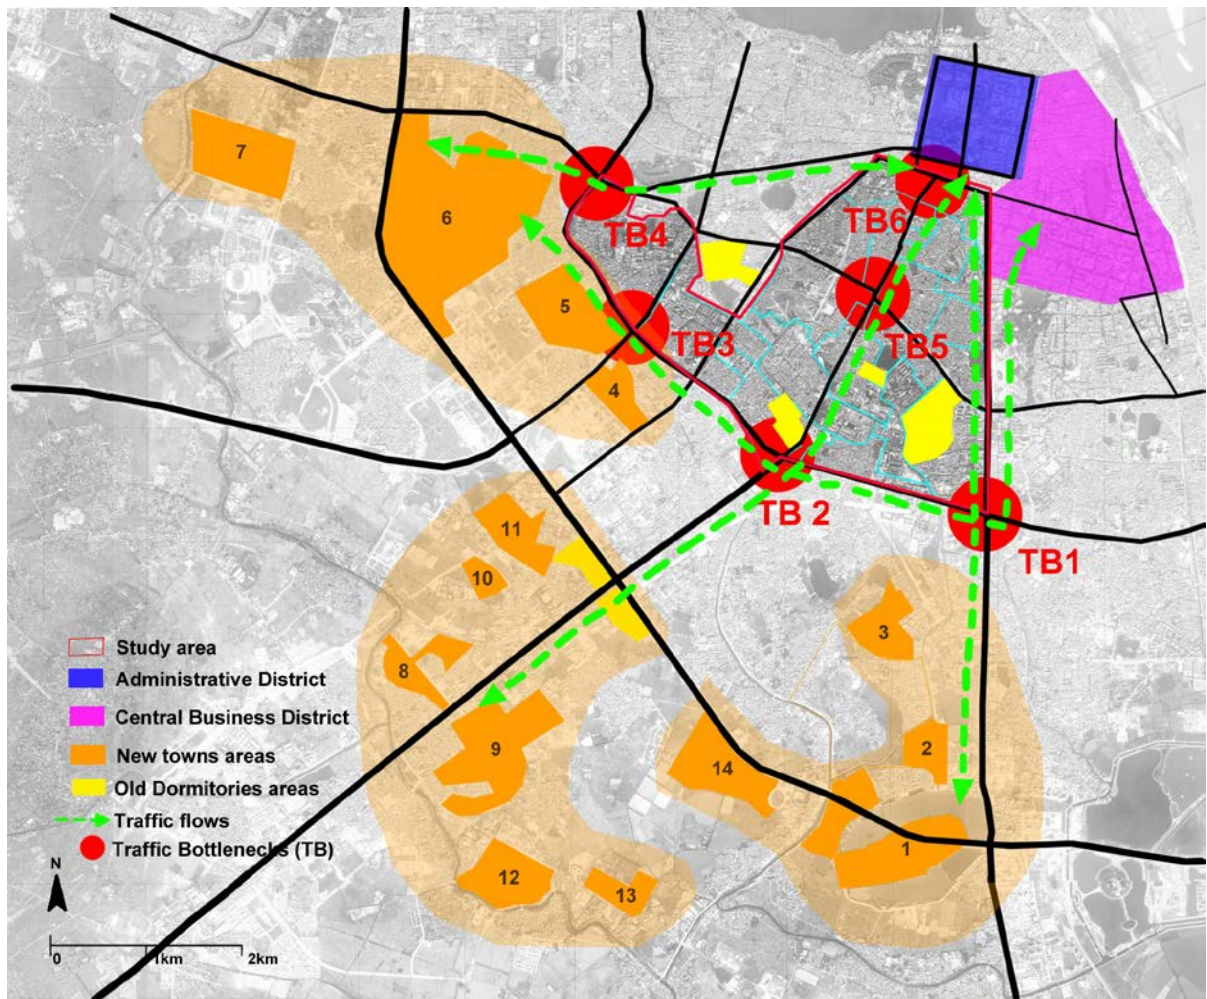 7
6
TB6
TB4
5
TB3
TB5
4
TB 2
TB1
11
10
3
8
9
2
14
1
12
13
Study area
Administrative District
Central Business District
New towns areas
Old Dormitories areas
Traffic flows
Traffic Bottlenecks (TB)
N
0 1km 2km